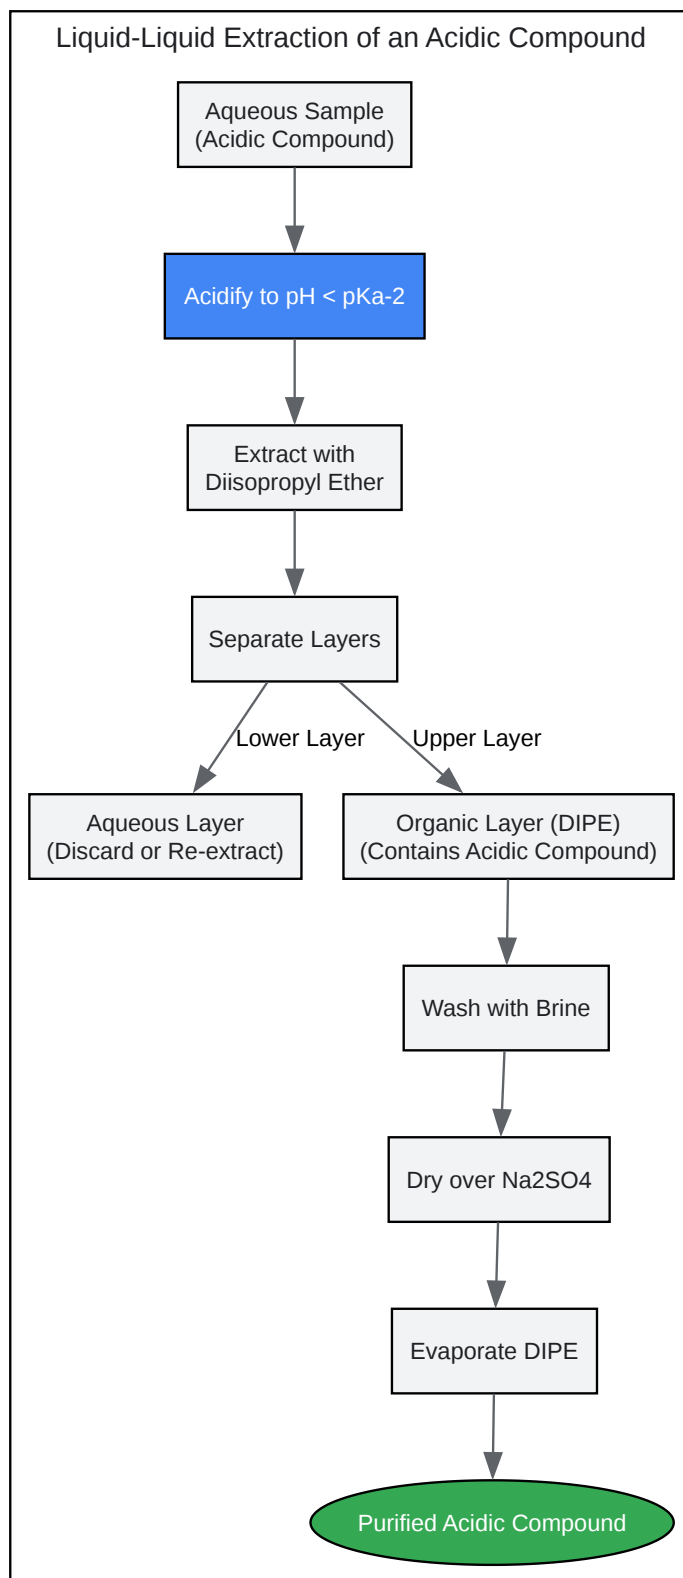 Liquid-Liquid Extraction of an Acidic Compound
Aqueous Sample
(Acidic Compound)
Acidify to pH < pKa-2
Extract with
Diisopropyl Ether
Separate Layers
Lower Layer
Upper Layer
Aqueous Layer
(Discard or Re-extract)
Organic Layer (DIPE)
(Contains Acidic Compound)
Wash with Brine
Dry over Na2SO4
Evaporate DIPE
Purified Acidic Compound